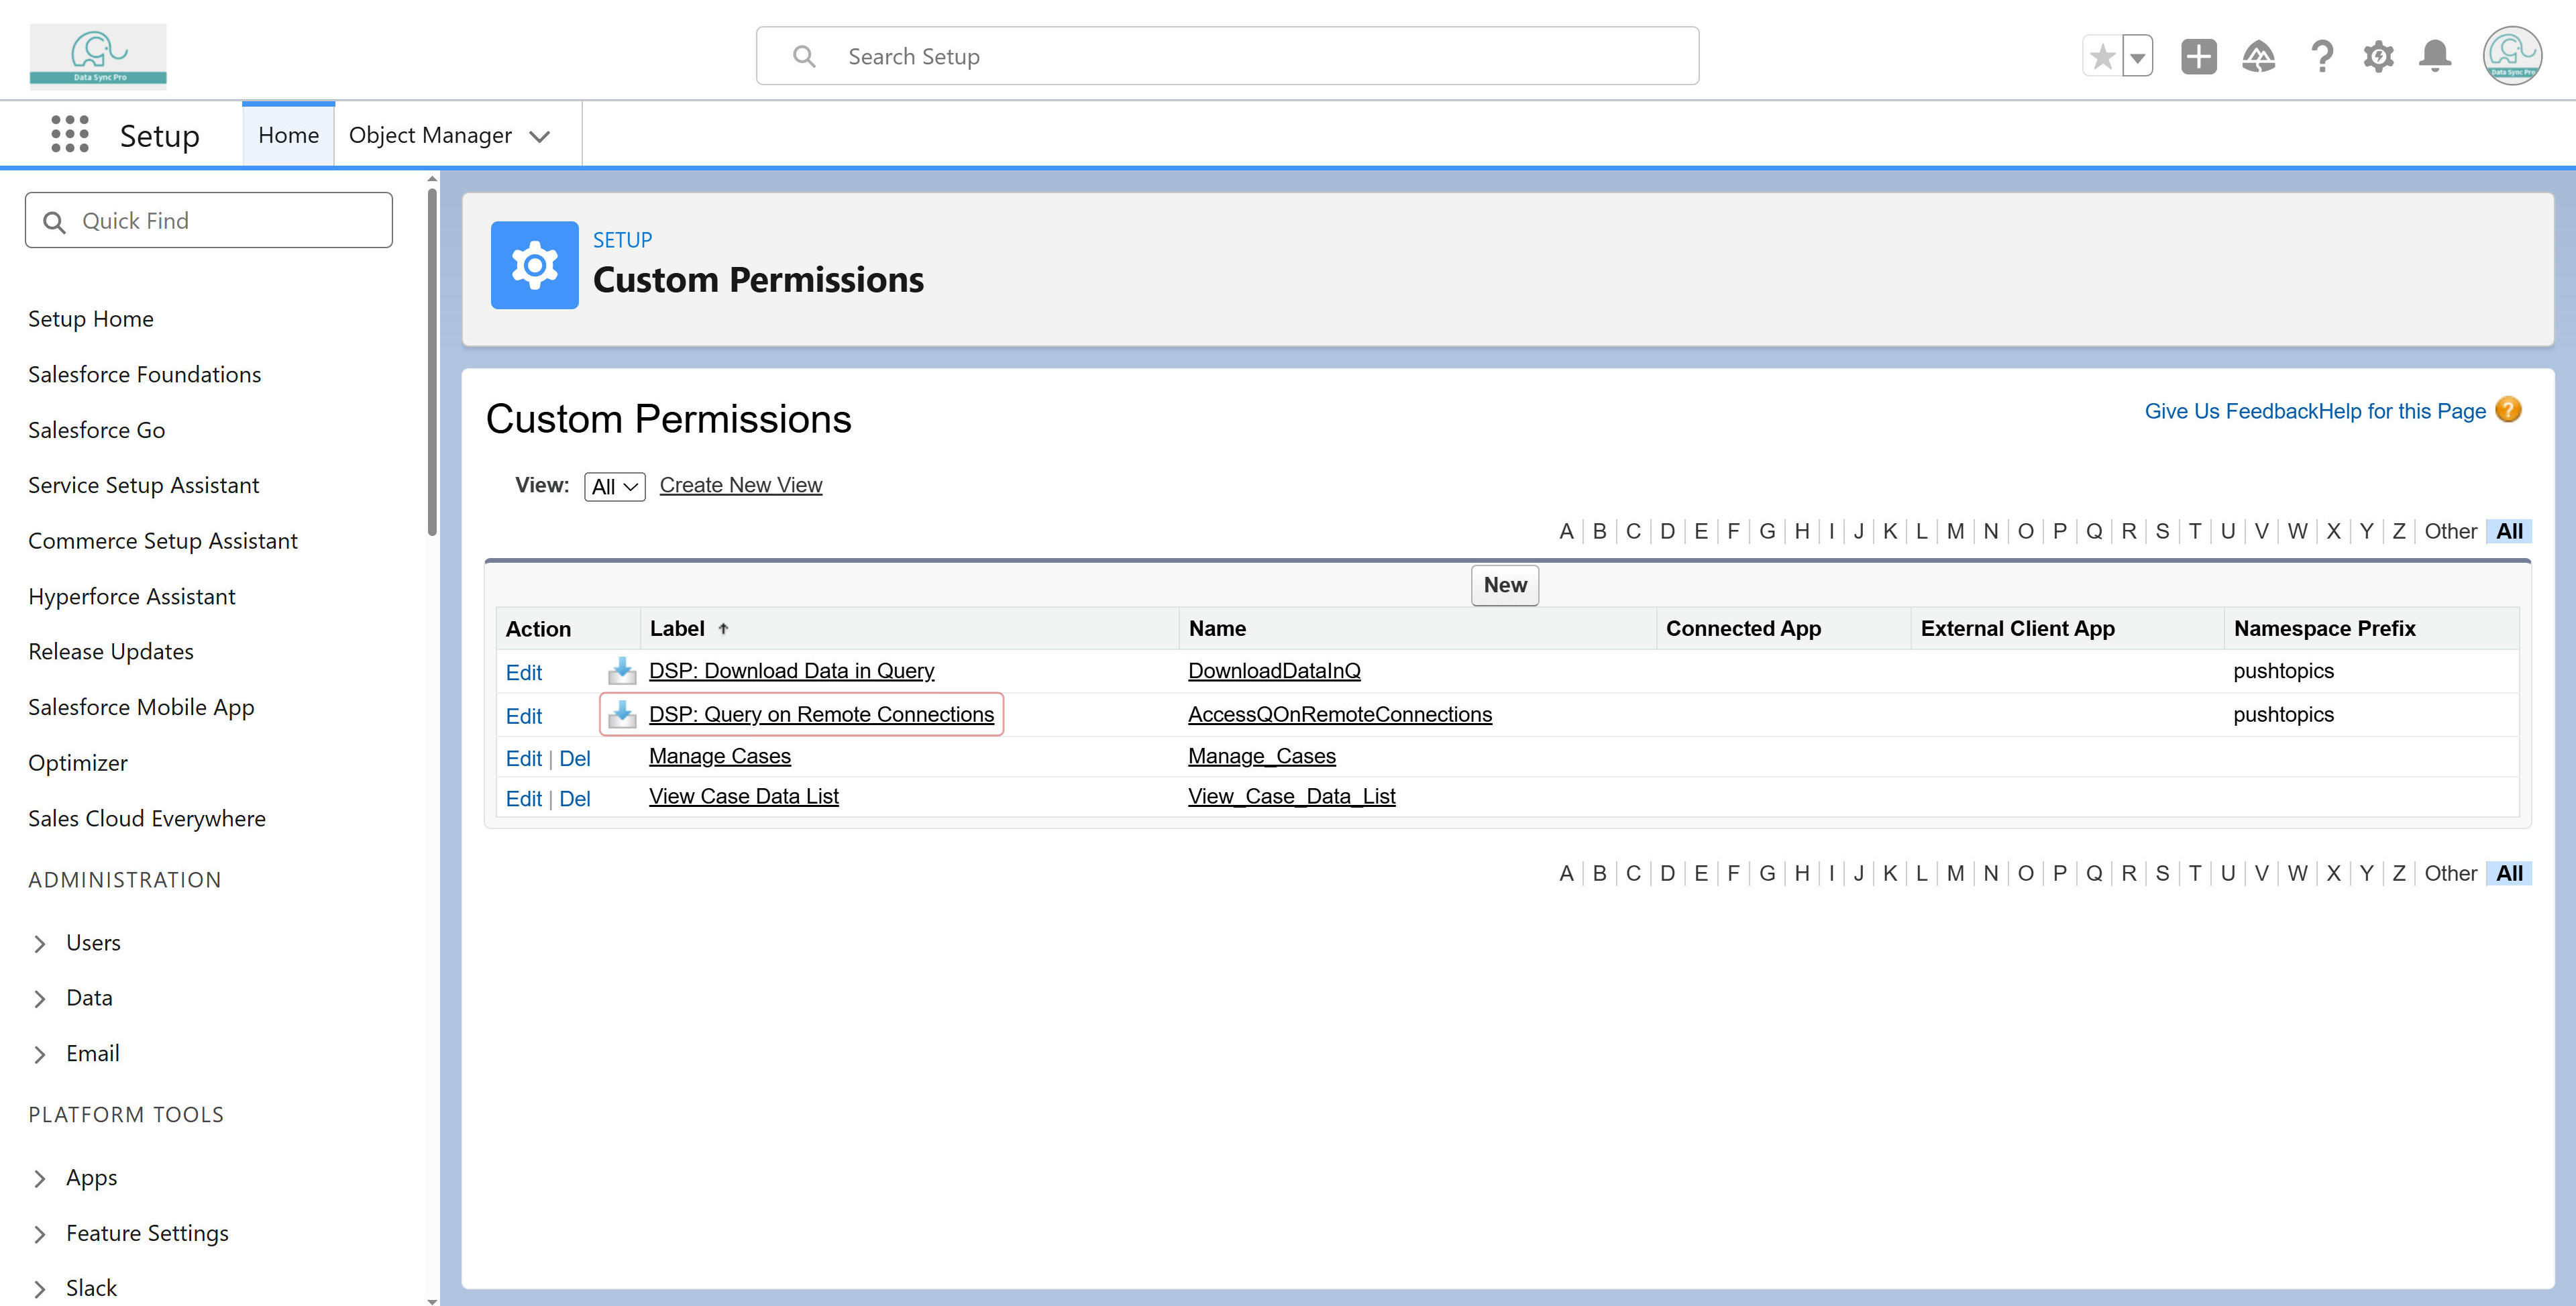 Data Sync Pro
Search Setup
Data Sync Pro
Setup
Home
Object Manager
Quick Find
Setup Home
Salesforce Foundations
Salesforce Go
Service Setup Assistant
Commerce Setup Assistant
Hyperforce Assistant
Release Updates
Salesforce Mobile App
Optimizer
Sales Cloud Everywhere
ADMINISTRATION
Users
Data
Email
PLATFORM TOOLS
Apps
Feature Settings
Slack
SETUP
Custom Permissions
Custom Permissions
Give Us Feedback Help for this Page
View: All Create New View
A | B | C | D | E | F | G | H | I | J | K | L | M | N | O | P | Q | R | S | T | U | V | W | X | Y | Z | Other | All
New
Action Label Name Connected App External Client App Namespace Prefix
Edit DSP: Download Data in Query DownloadDataInQ pushtopics
Edit DSP: Query on Remote Connections AccessQOnRemoteConnections pushtopics
Edit | Del Manage Cases Manage_Cases
Edit | Del View Case Data List View_Case_Data_List
A | B | C | D | E | F | G | H | I | J | K | L | M | N | O | P | Q | R | S | T | U | V | W | X | Y | Z | Other | All